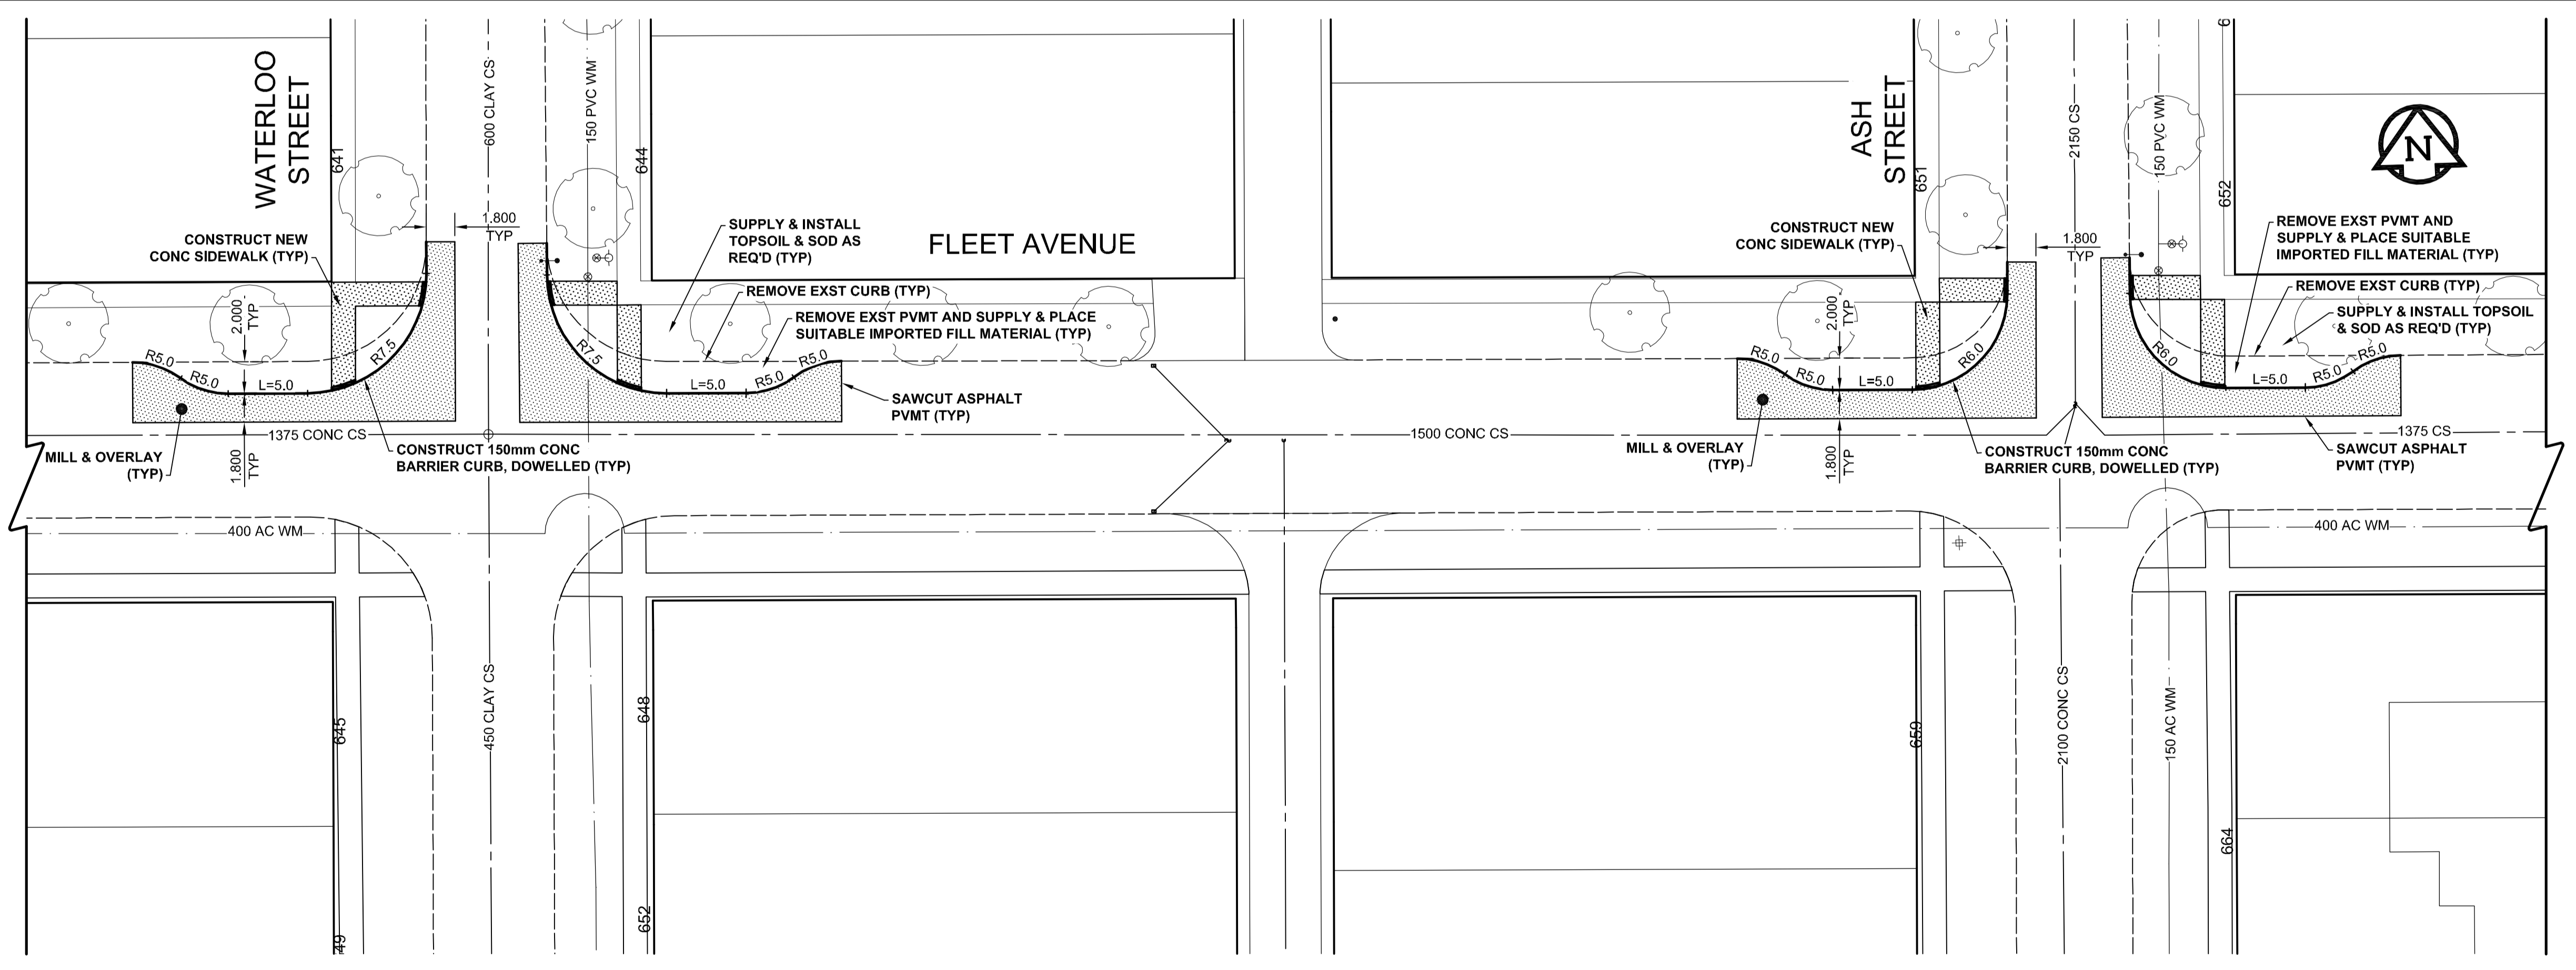 WATERLOO
STREET
641
600 CLAY CS
150 PVC WM
644
1.800
TYP
CONSTRUCT NEW
CONC SIDEWALK (TYP)
SUPPLY & INSTALL
TOPSOIL & SOD AS
REQ'D (TYP)
FLEET AVENUE
REMOVE EXST CURB (TYP)
REMOVE EXST PVMT AND SUPPLY & PLACE
SUITABLE IMPORTED FILL MATERIAL (TYP)
2.000
TYP
R5.0
R5.0
L=5.0
R7.5
R7.5
L=5.0
R5.0
R5.0
SAWCUT ASPHALT
PVMT (TYP)
1375 CONC CS
MILL & OVERLAY
(TYP)
1.800
TYP
CONSTRUCT 150mm CONC
BARRIER CURB, DOWELLED (TYP)
400 AC WM
450 CLAY CS
645
648
652
49
ASH
STREET
651
2150 CS
150 PVC WM
6
652
N
CONSTRUCT NEW
CONC SIDEWALK (TYP)
1.800
TYP
REMOVE EXST PVMT AND
SUPPLY & PLACE SUITABLE
IMPORTED FILL MATERIAL (TYP)
REMOVE EXST CURB (TYP)
SUPPLY & INSTALL TOPSOIL
& SOD AS REQ'D (TYP)
2.000
TYP
R5.0
R5.0
L=5.0
R6.0
R6.0
L=5.0
R5.0
R5.0
1500 CONC CS
1375 CS
MILL & OVERLAY
(TYP)
1.800
TYP
CONSTRUCT 150mm CONC
BARRIER CURB, DOWELLED (TYP)
SAWCUT ASPHALT
PVMT (TYP)
400 AC WM
659
2100 CONC CS
150 AC WM
664